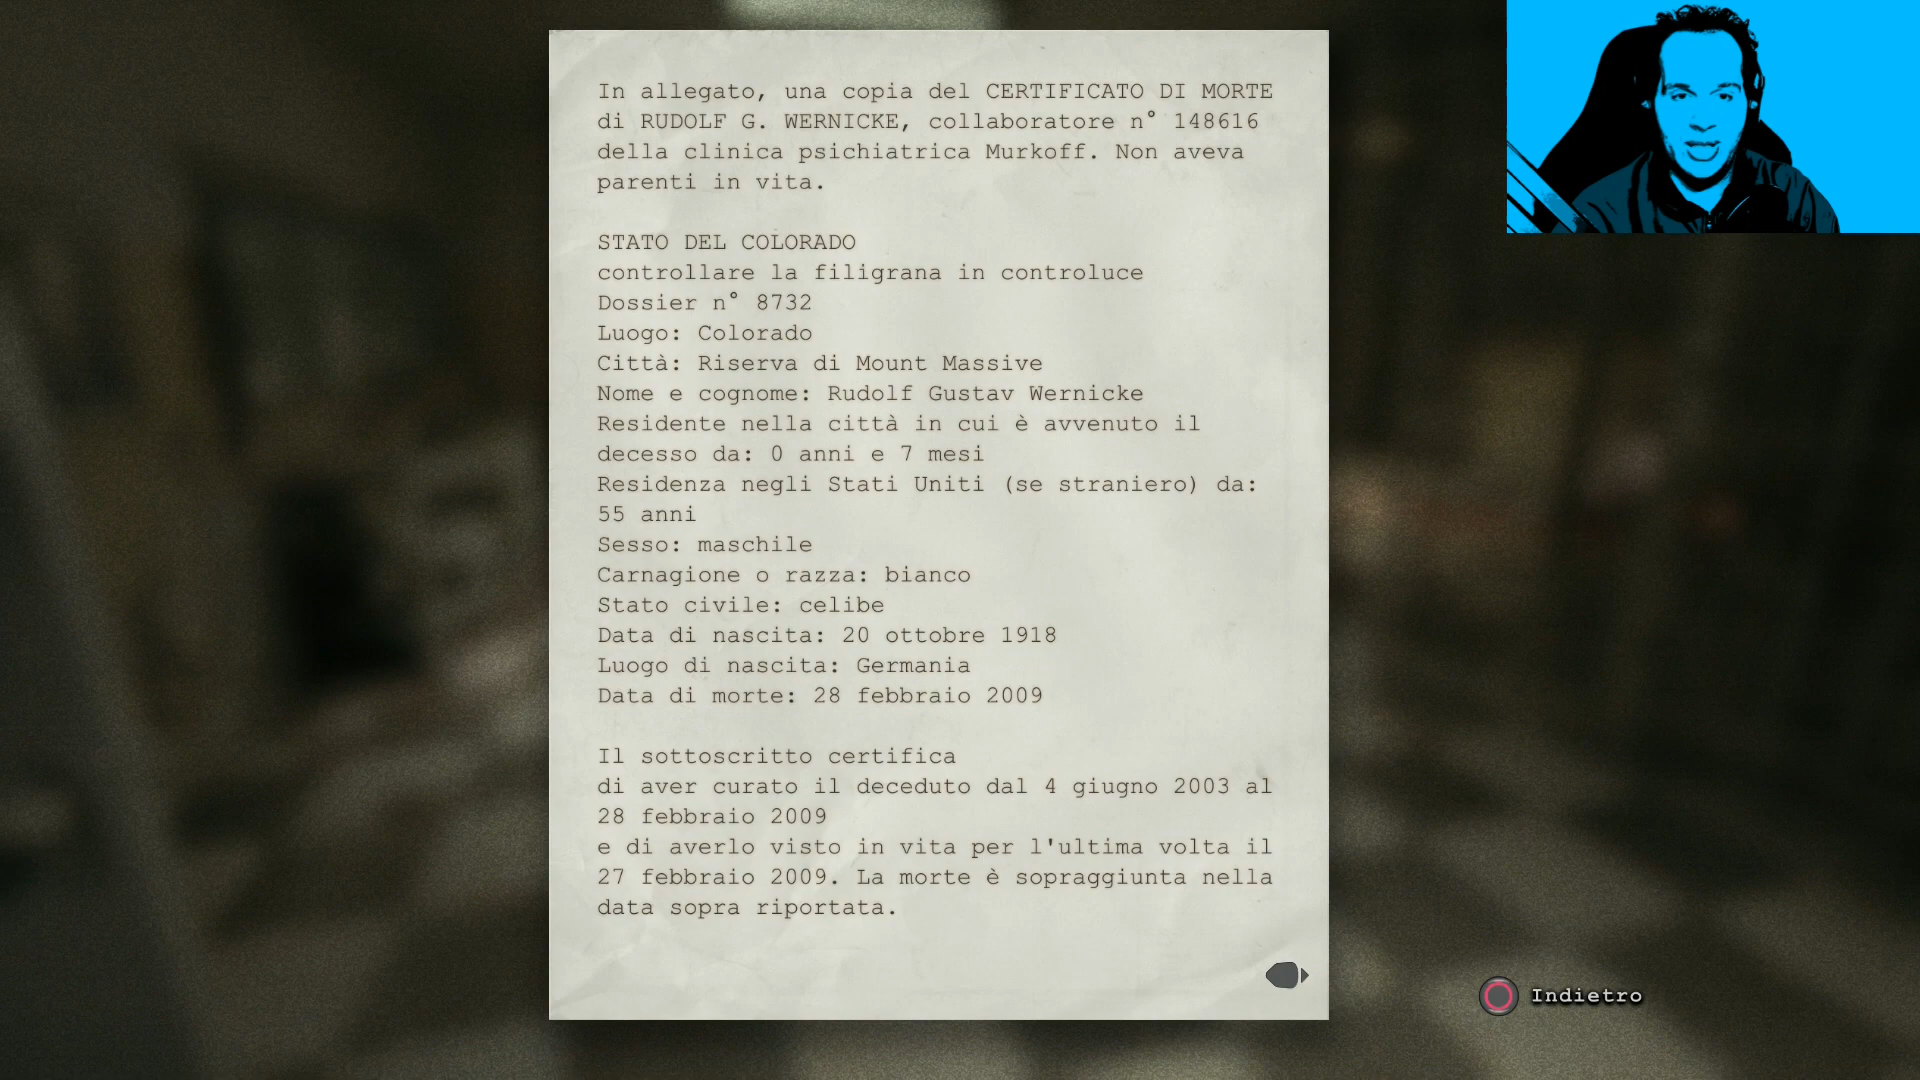 In allegato, una copia del CERTIFICATO DI MORTE
di RUDOLF G. WERNICKE, collaboratore n° 148616
della clinica psichiatrica Murkoff. Non aveva
parenti in vita.
STATO DEL COLORADO
controllare la filigrana in controluce
Dossier n° 8732
Luogo: Colorado
Città: Riserva di Mount Massive
Nome e cognome: Rudolf Gustav Wernicke
Residente nella città in cui è avvenuto il
decesso da: 0 anni e 7 mesi
Residenza negli Stati Uniti (se straniero) da:
55 anni
Sesso: maschile
Carnagione o razza: bianco
Stato civile: celibe
Data di nascita: 20 ottobre 1918
Luogo di nascita: Germania
Data di morte: 28 febbraio 2009
Il sottoscritto certifica
di aver curato il deceduto dal 4 giugno 2003 al
28 febbraio 2009
e di averlo visto in vita per l'ultima volta il
27 febbraio 2009. La morte è sopraggiunta nella
data sopra riportata.
Indietro